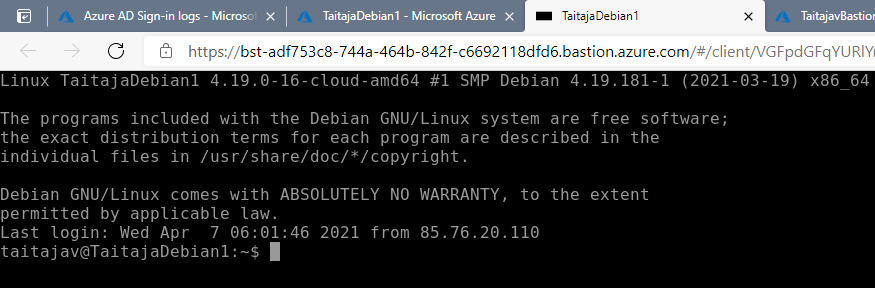 Azure AD Sign-in logs - Microsof
TaitajaDebian1 - Microsoft Azure
TaitajaDebian1
TaitajavBastion
https://bst-adf753c8-744a-464b-842f-c6692118dfd6.bastion.azure.com/#/client/VGFpdGFqYURlYm
Linux TaitajaDebian1 4.19.0-16-cloud-amd64 #1 SMP Debian 4.19.181-1 (2021-03-19) x86_64
The programs included with the Debian GNU/Linux system are free software;
the exact distribution terms for each program are described in the
individual files in /usr/share/doc/*/copyright.
Debian GNU/Linux comes with ABSOLUTELY NO WARRANTY, to the extent
permitted by applicable law.
Last login: Wed Apr  7 06:01:46 2021 from 85.76.20.110
taitajav@TaitajaDebian1:~$